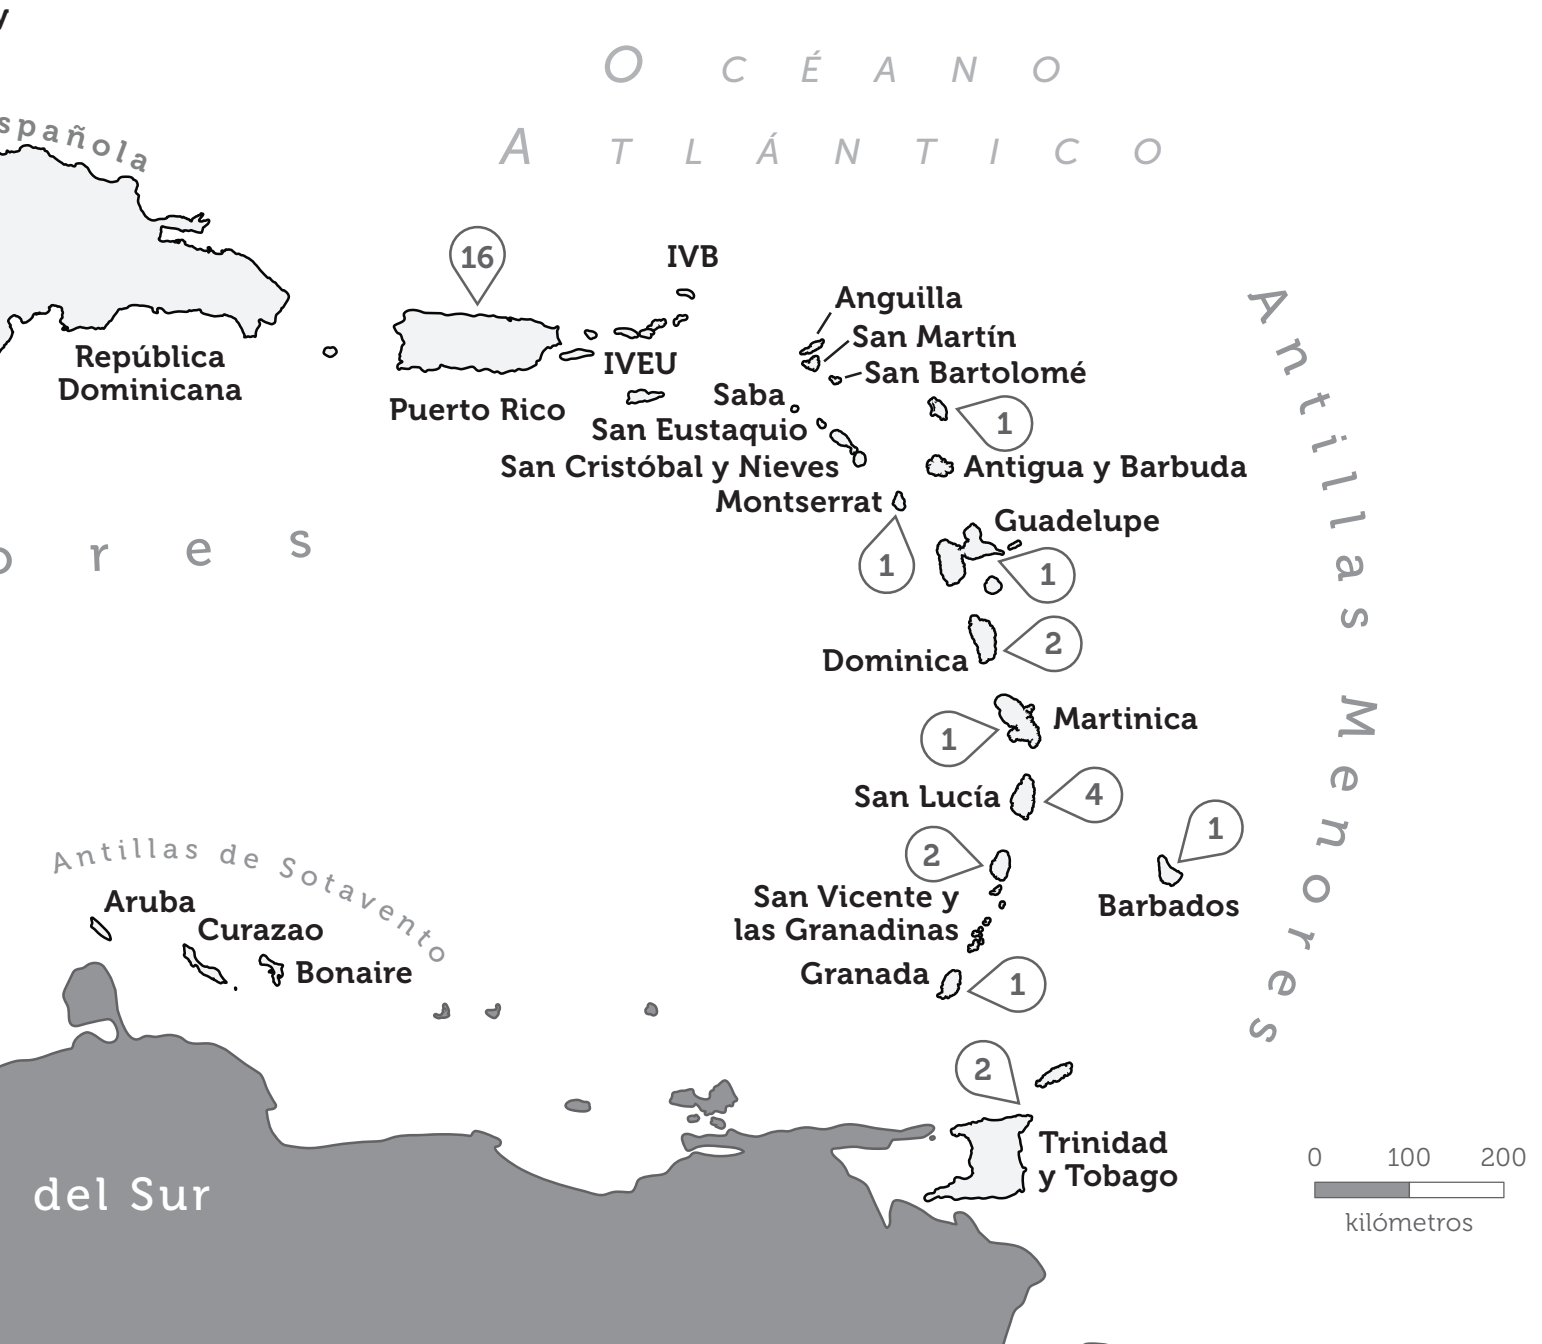 OCÉANO
ATLÁNTICO
spañola
16
IVB
Anguilla
San Martín
San Bartolomé
República
Dominicana
IVEU
Puerto Rico
Saba
1
San Eustaquio
San Cristóbal y Nieves
Antigua y Barbuda
Montserrat
Guadelupe
ores
1
1
Dominica
2
Martinica
1
San Lucía
4
2
1
San Vicente y
las Granadinas
Barbados
Granada
1
Antillas Menores
Antillas de Sotavento
Aruba
Curazao
Bonaire
2
Trinidad
y Tobago
del Sur
0 100 200
kilómetros